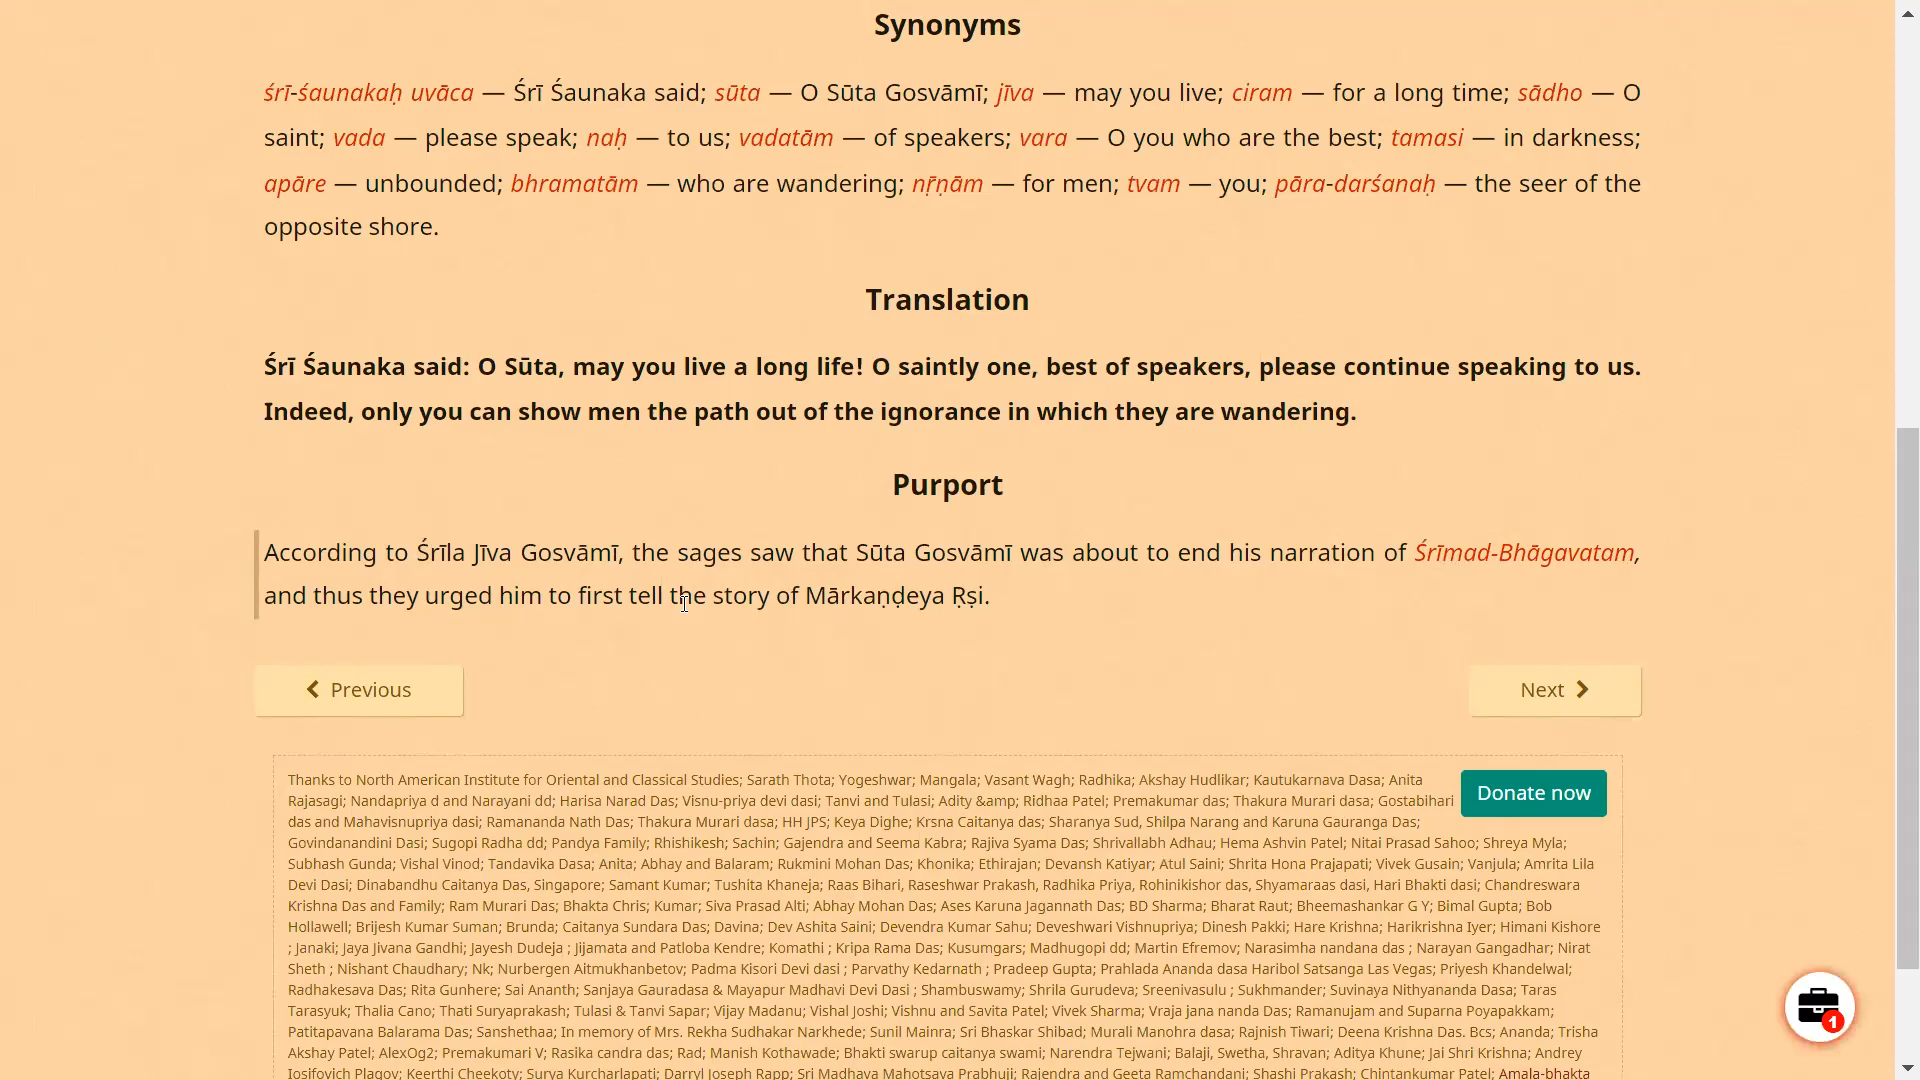 Synonyms
śrī-śaunakaḥ uvāca — Śrī Śaunaka said; sūta — O Sūta Gosvāmī; jīva — may you live; ciram — for a long time; sādho — O
saint; vada — please speak; naḥ — to us; vadatām — of speakers; vara — O you who are the best; tamasi — in darkness;
apāre — unbounded; bhramatām — who are wandering; nṝṇām — for men; tvam — you; pāra-darśanaḥ — the seer of the
opposite shore.
Translation
Śrī Śaunaka said: O Sūta, may you live a long life! O saintly one, best of speakers, please continue speaking to us.
Indeed, only you can show men the path out of the ignorance in which they are wandering.
Purport
According to Śrīla Jīva Gosvāmī, the sages saw that Sūta Gosvāmī was about to end his narration of Śrīmad-Bhāgavatam,
and thus they urged him to first tell the story of Mārkaṇḍeya Ṛṣi.
Previous
Next
Thanks to North American Institute for Oriental and Classical Studies; Sarath Thota; Yogeshwar; Mangala; Vasant Wagh; Radhika; Akshay Hudlikar; Kautukarnava Dasa; Anita
Donate now
Rajasagi; Nandapriya d and Narayani dd; Harisa Narad Das; Visnu-priya devi dasi; Tanvi and Tulasi; Adity &amp; Ridhaa Patel; Premakumar das; Thakura Murari dasa; Gostabihari
das and Mahavisnupriya dasi; Ramananda Nath Das; Thakura Murari dasa; HH JPS; Keya Dighe; Krsna Caitanya das; Sharanya Sud, Shilpa Narang and Karuna Gauranga Das;
Govindanandini Dasi; Sugopi Radha dd; Pandya Family; Rhishikesh; Sachin; Gajendra and Seema Kabra; Rajiva Syama Das; Shrivallabh Adhau; Hema Ashvin Patel; Nitai Prasad Sahoo; Shreya Myla;
Subhash Gunda; Vishal Vinod; Tandavika Dasa; Anita; Abhay and Balaram; Rukmini Mohan Das; Khonika; Ethirajan; Devansh Katiyar; Atul Saini; Shrita Hona Prajapati; Vivek Gusain; Vanjula; Amrita Lila
Devi Dasi; Dinabandhu Caitanya Das, Singapore; Samant Kumar; Tushita Khaneja; Raas Bihari, Raseshwar Prakash, Radhika Priya, Rohinikishor das, Shyamaraas dasi, Hari Bhakti dasi; Chandreswara
Krishna Das and Family; Ram Murari Das; Bhakta Chris; Kumar; Siva Prasad Alti; Abhay Mohan Das; Ases Karuna Jagannath Das; BD Sharma; Bharat Raut; Bheemashankar G Y; Bimal Gupta; Bob
Hollawell; Brijesh Kumar Suman; Brunda; Caitanya Sundara Das; Davina; Dev Ashita Saini; Devendra Kumar Sahu; Deveshwari Vishnupriya; Dinesh Pakki; Hare Krishna; Harikrishna Iyer; Himani Kishore
; Janaki; Jaya Jivana Gandhi; Jayesh Dudeja ; Jijamata and Patloba Kendre; Komathi ; Kripa Rama Das; Kusumgars; Madhugopi dd; Martin Efremov; Narasimha nandana das ; Narayan Gangadhar; Nirat
Sheth ; Nishant Chaudhary; Nk; Nurbergen Aitmukhanbetov; Padma Kisori Devi dasi ; Parvathy Kedarnath ; Pradeep Gupta; Prahlada Ananda dasa Haribol Satsanga Las Vegas; Priyesh Khandelwal;
Radhakesava Das; Rita Gunhere; Sai Ananth; Sanjaya Gauradasa & Mayapur Madhavi Devi Dasi ; Shambuswamy; Shrila Gurudeva; Sreenivasulu ; Sukhmander; Suvinaya Nithyananda Dasa; Taras
Tarasyuk; Thalia Cano; Thati Suryaprakash; Tulasi & Tanvi Sapar; Vijay Madanu; Vishal Joshi; Vishnu and Savita Patel; Vivek Sharma; Vraja jana nanda Das; Ramanujam and Suparna Poyapakkam;
Patitapavana Balarama Das; Sanshethaa; In memory of Mrs. Rekha Sudhakar Narkhede; Sunil Mainra; Sri Bhaskar Shibad; Murali Manohra dasa; Rajnish Tiwari; Deena Krishna Das. Bcs; Ananda; Trisha
Akshay Patel; AlexOg2; Premakumari V; Rasika candra das; Rad; Manish Kothawade; Bhakti swarup caitanya swami; Narendra Tejwani; Balaji, Swetha, Shravan; Aditya Khune; Jai Shri Krishna; Andrey
Iosifovich Plagov; Keerthi Cheekoty; Surya Kurcharlapati; Darryl Joseph Rapp; Sri Madhava Mahotsava Prabhuji; Rajendra and Geeta Ramchandani; Shashi Prakash; Chintankumar Patel; Amala-bhakta
1